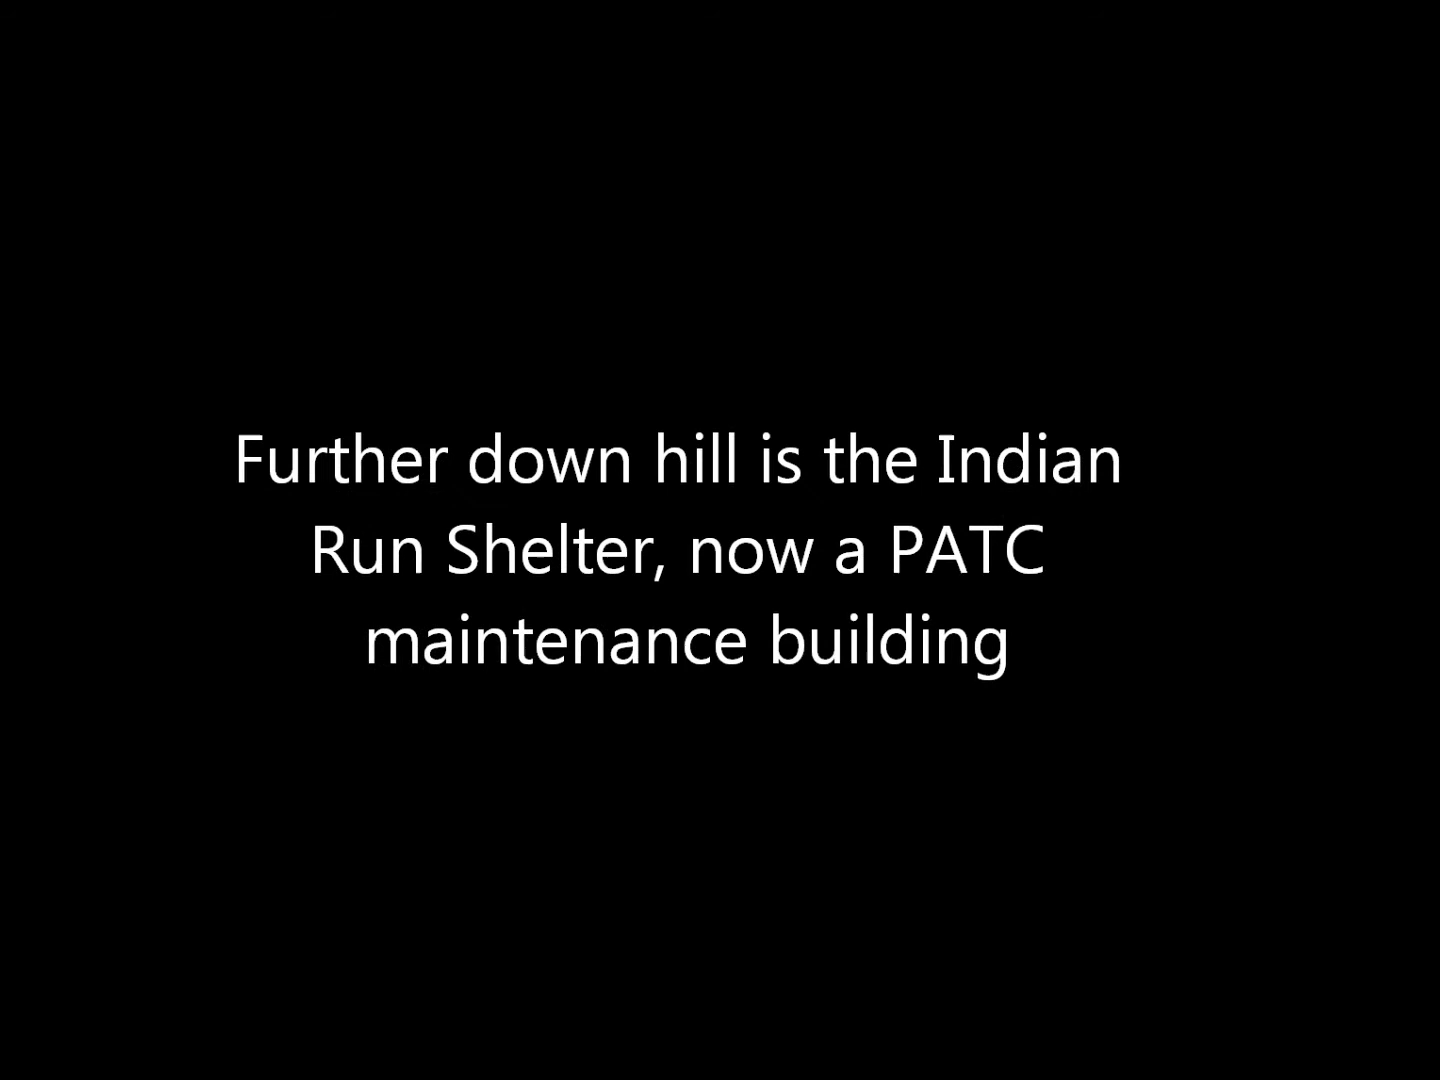 Further down hill is the Indian
Run Shelter, now a PATC
maintenance building